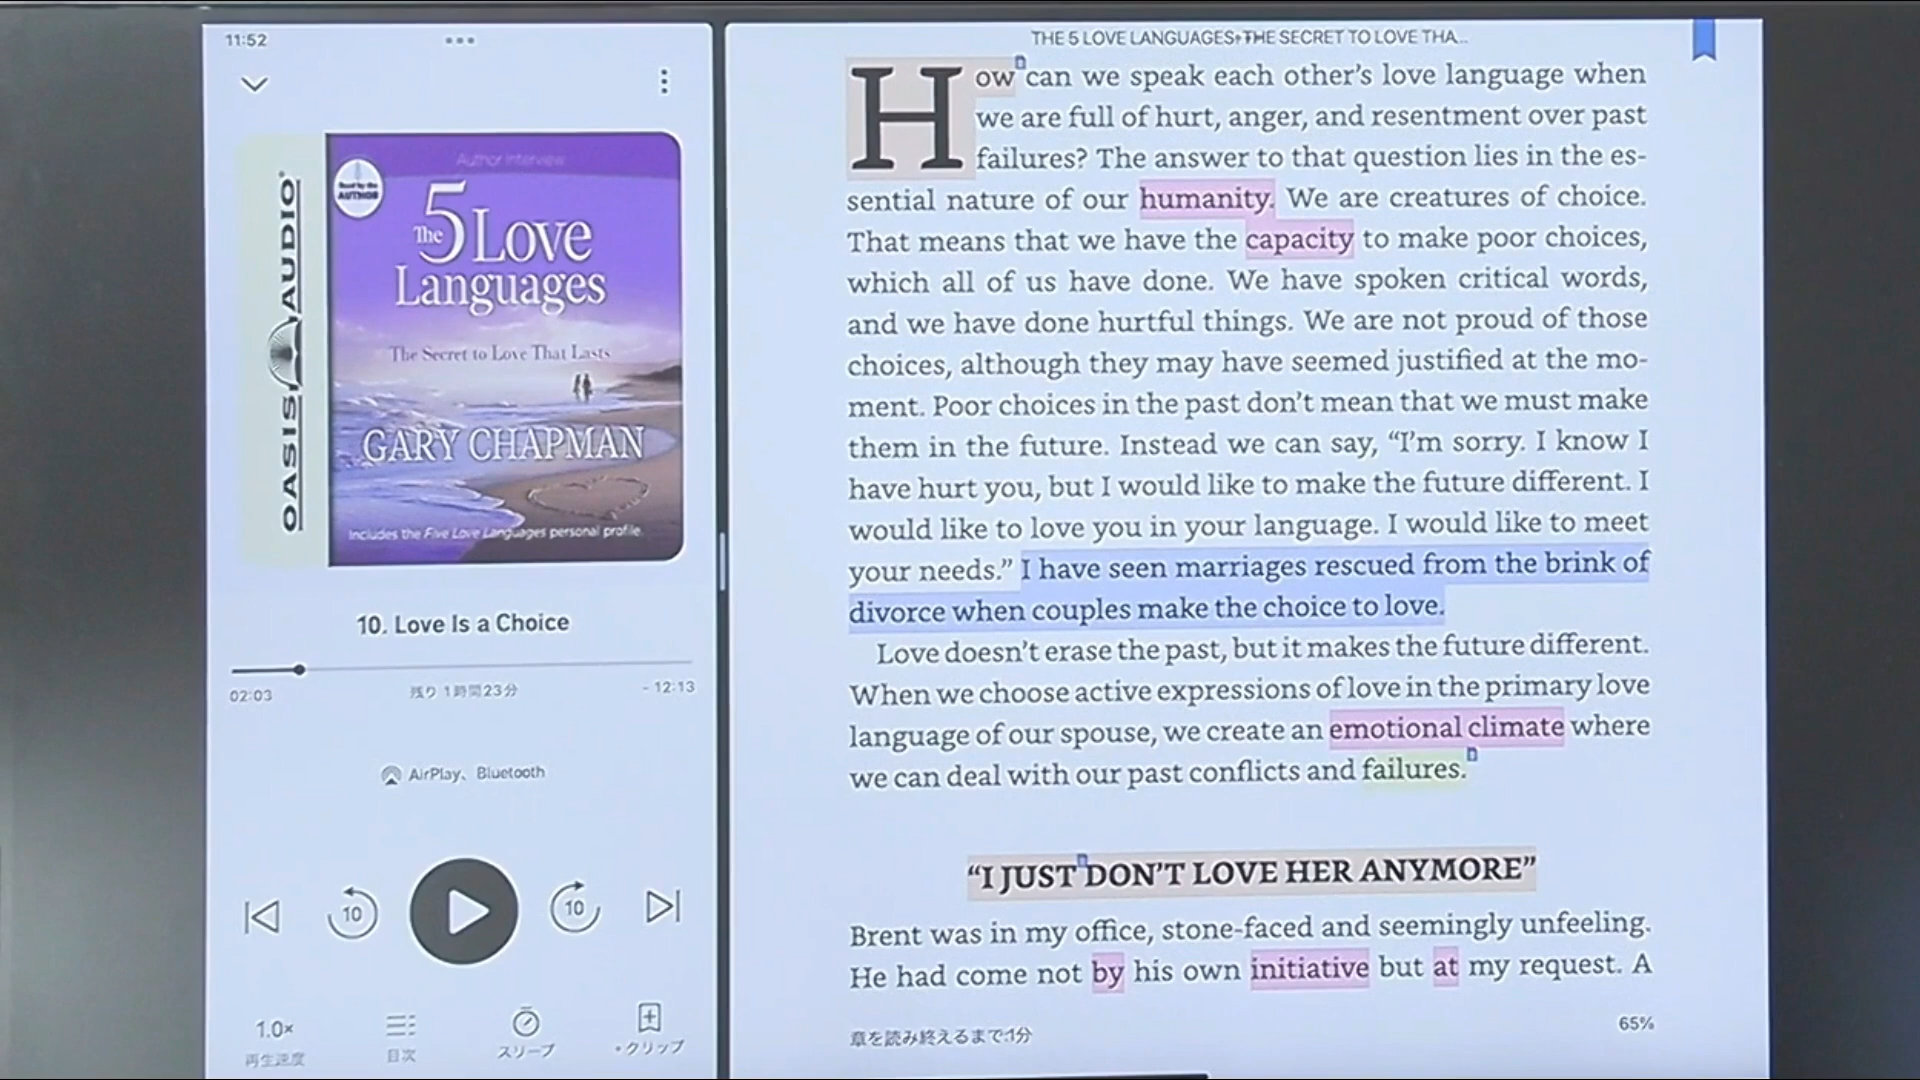 11:52
Author Interview
Read by the
AUTHOR
OASIS AUDIO
The 5 Love
Languages
The Secret to Love That Lasts
GARY CHAPMAN
Includes the Five Love Languages personal profile.
10. Love Is a Choice
02:03
残り 1時間23分
- 12:13
AirPlay、Bluetooth
10
10
1.0×
再生速度
目次
スリープ
+クリップ
THE 5 LOVE LANGUAGES: THE SECRET TO LOVE THA...
How can we speak each other's love language when
we are full of hurt, anger, and resentment over past
failures? The answer to that question lies in the es-
sential nature of our humanity. We are creatures of choice.
That means that we have the capacity to make poor choices,
which all of us have done. We have spoken critical words,
and we have done hurtful things. We are not proud of those
choices, although they may have seemed justified at the mo-
ment. Poor choices in the past don't mean that we must make
them in the future. Instead we can say, “I'm sorry. I know I
have hurt you, but I would like to make the future different. I
would like to love you in your language. I would like to meet
your needs.” I have seen marriages rescued from the brink of
divorce when couples make the choice to love.
Love doesn't erase the past, but it makes the future different.
When we choose active expressions of love in the primary love
language of our spouse, we create an emotional climate where
we can deal with our past conflicts and failures.
“I JUST DON'T LOVE HER ANYMORE”
Brent was in my office, stone-faced and seemingly unfeeling.
He had come not by his own initiative but at my request. A
章を読み終えるまで:1分
65%